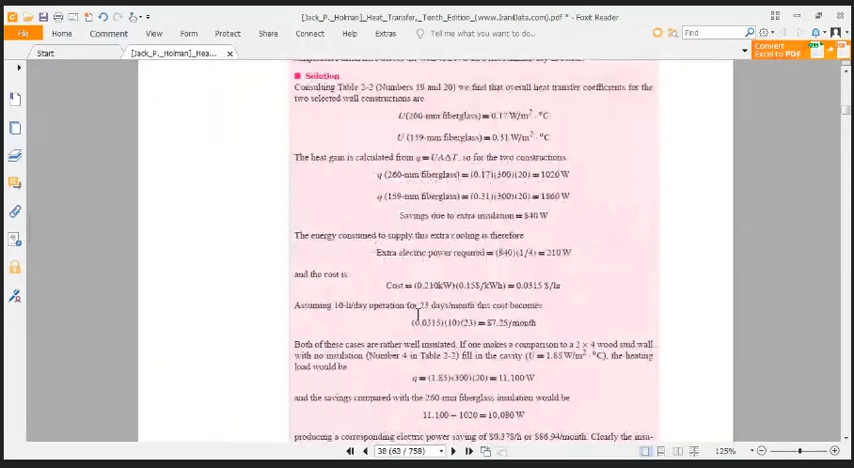 [Jack_P._Holman]_Heat_Transfer,_Tenth_Edition_(www.IranData.com).pdf * - Foxit Reader
File Home Comment View Form Protect Share Connect Help Extras Tell me what you want to do... Find
Start [Jack_P._Holman]_Hea... x
Convert
Excel to PDF
Solution
Consulting Table 2-2 (Numbers 19 and 20) we find that overall heat transfer coefficients for the
two selected wall constructions are
U(260-mm fiberglass) = 0.17 W/m² · °C
U (159-mm fiberglass) = 0.31 W/m² · °C
The heat gain is calculated from q = UAΔT, so for the two constructions
q (260-mm fiberglass) = (0.17)(300)(20) = 1020 W
q (159-mm fiberglass) = (0.31)(300)(20) = 1860 W
Savings due to extra insulation = 840 W
The energy consumed to supply this extra cooling is therefore
Extra electric power required = (840)(1/4) = 210 W
and the cost is
Cost = (0.210kW)(0.15$/kWh) = 0.0315 $/hr
Assuming 10-h/day operation for 23 days/month this cost becomes
(0.0315)(10)(23) = $7.25/month
Both of these cases are rather well insulated. If one makes a comparison to a 2 × 4 wood stud wall
with no insulation (Number 4 in Table 2-2) fill in the cavity (U = 1.85 W/m² · °C), the heating
load would be
q = (1.85)(300)(20) = 11,100 W
and the savings compared with the 260-mm fiberglass insulation would be
11,100 − 1020 = 10,080 W
producing a corresponding electric power saving of $0.378/h or $86.94/month. Clearly the insu-
38 (63 / 758) 125%